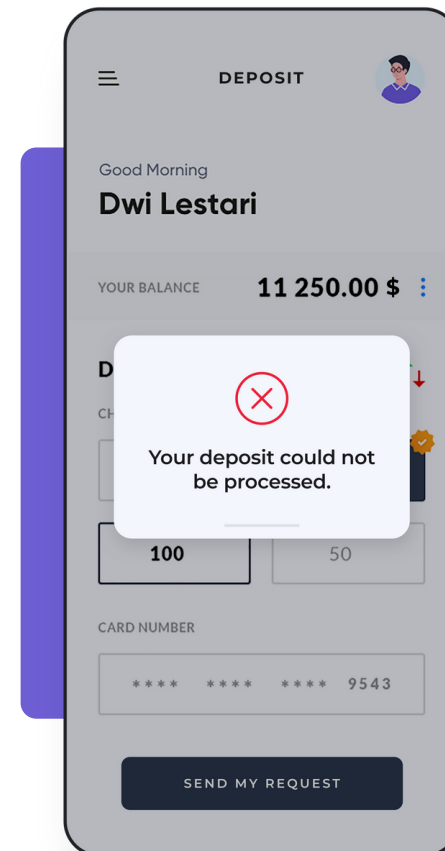 DEPOSIT
Good Morning
Dwi Lestari
YOUR BALANCE 11 250.00 $
Your deposit could not
be processed.
100 50
CARD NUMBER
**** **** **** 9543
SEND MY REQUEST